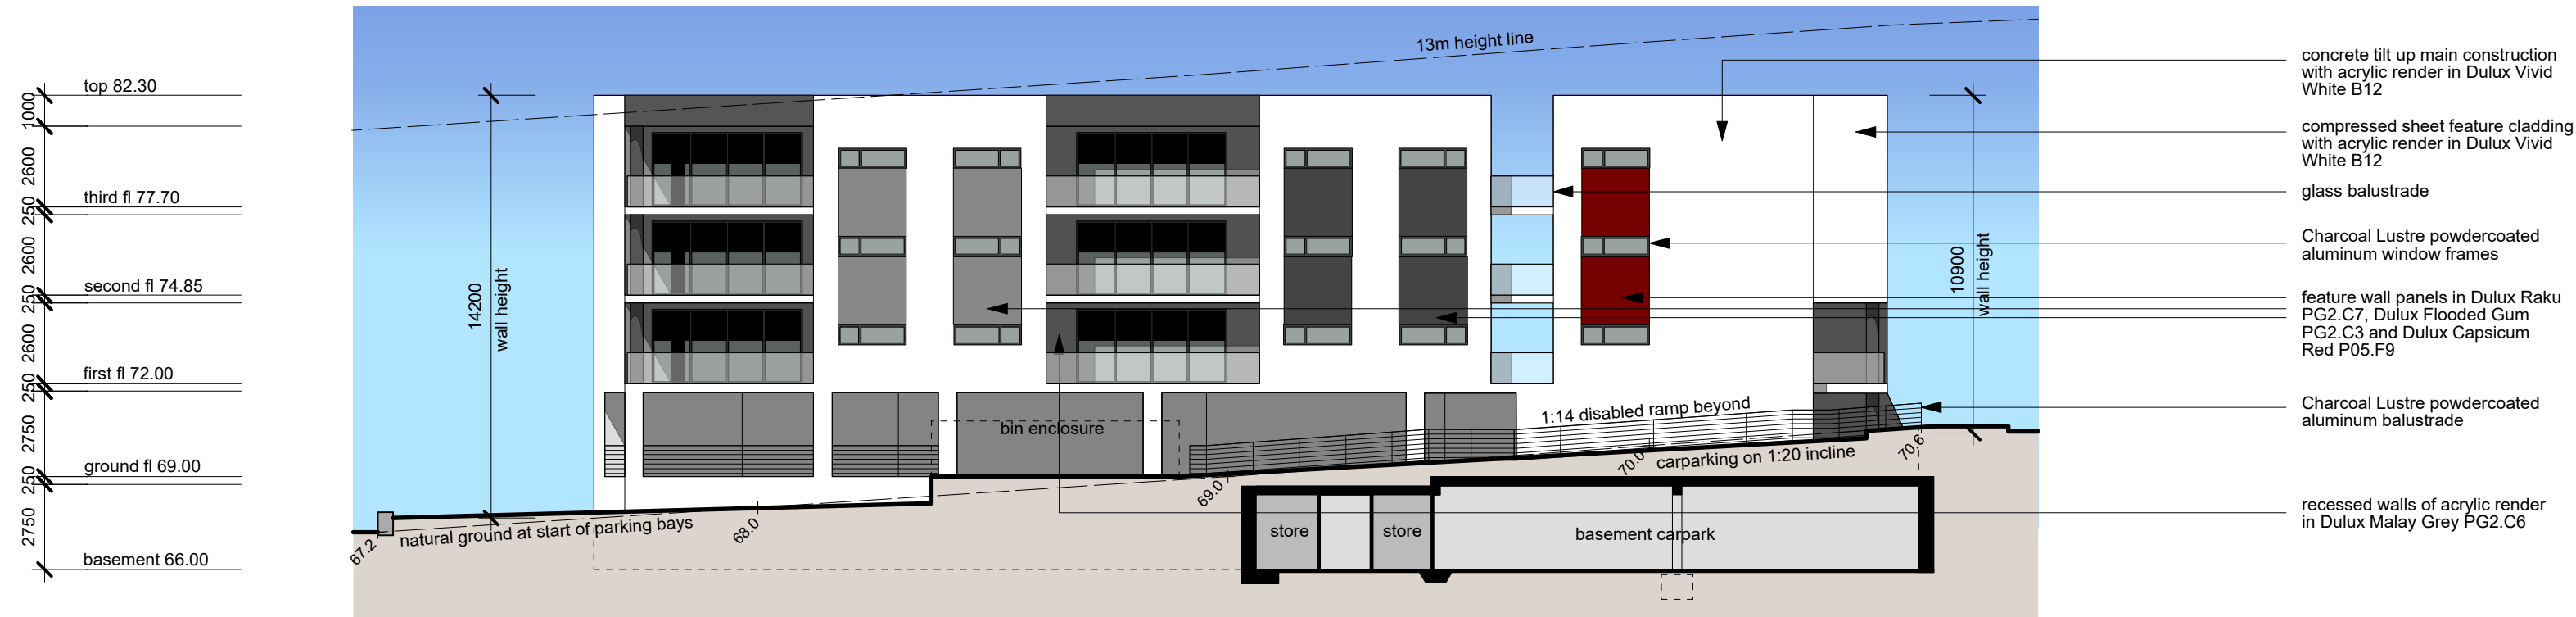 13m height line
top 82.30
1000
2600
third fl 77.70
250
2600
second fl 74.85
250
2600
first fl 72.00
250
2750
ground fl 69.00
250
2750
basement 66.00
14200
wall height
10900
wall height
bin enclosure
1:14 disabled ramp beyond
carparking on 1:20 incline
natural ground at start of parking bays
67.2
68.0
69.0
70.0
70.6
store
store
basement carpark
concrete tilt up main construction
with acrylic render in Dulux Vivid
White B12
compressed sheet feature cladding
with acrylic render in Dulux Vivid
White B12
glass balustrade
Charcoal Lustre powdercoated
aluminum window frames
feature wall panels in Dulux Raku
PG2.C7, Dulux Flooded Gum
PG2.C3 and Dulux Capsicum
Red P05.F9
Charcoal Lustre powdercoated
aluminum balustrade
recessed walls of acrylic render
in Dulux Malay Grey PG2.C6